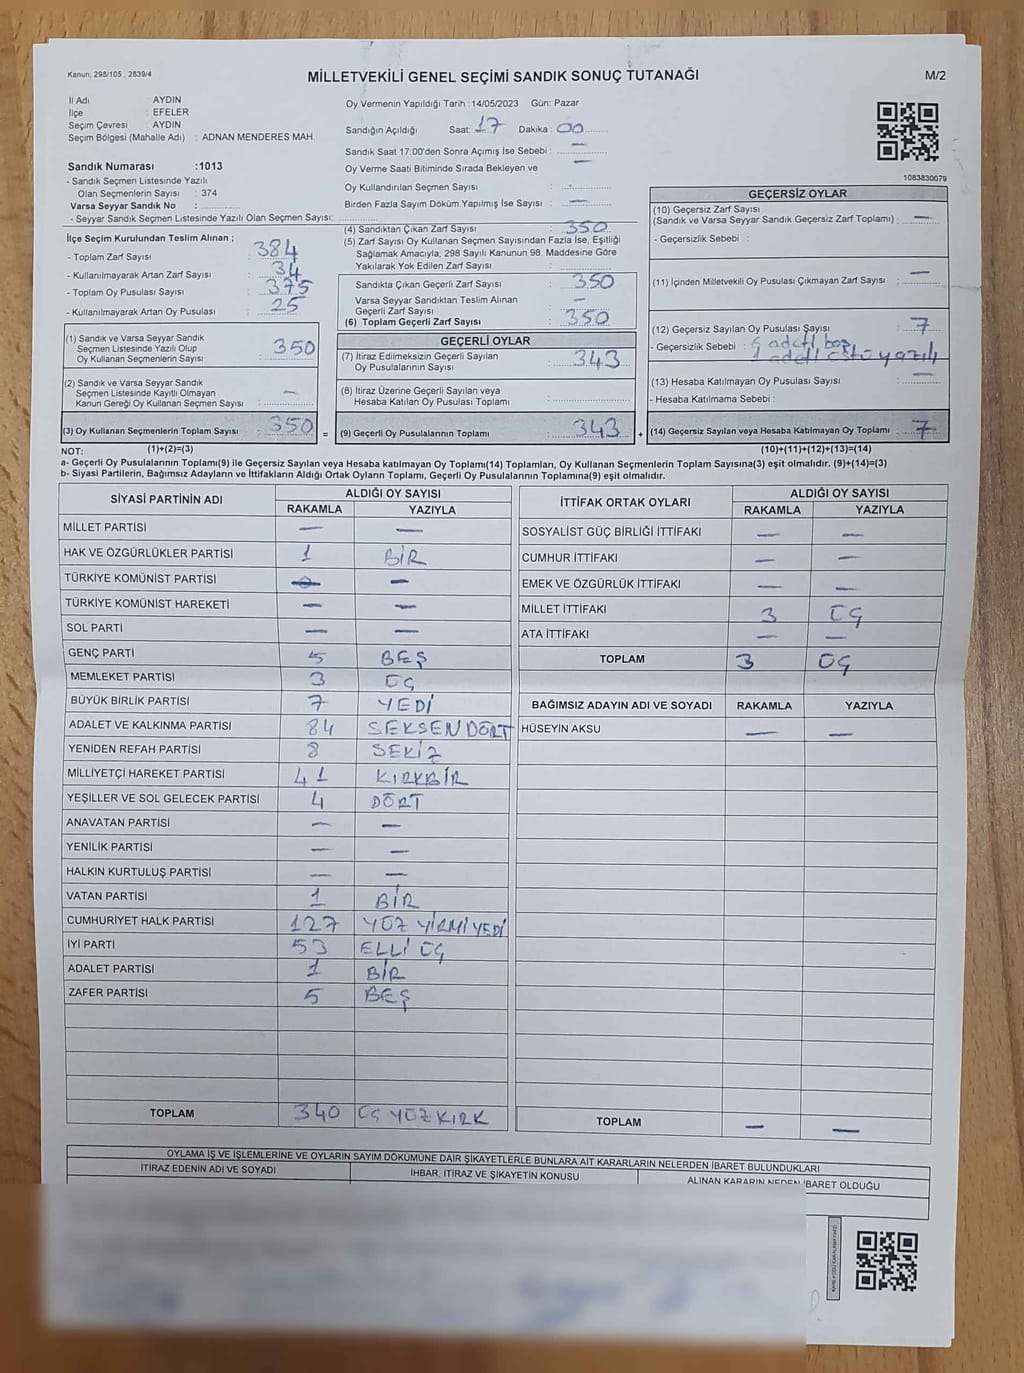 Kanun: 298/105 , 2839/4
MİLLETVEKİLİ GENEL SEÇİMİ SANDIK SONUÇ TUTANAĞI
M/2
İl Adı AYDIN
İlçe : EFELER
Seçim Çevresi : AYDIN
Seçim Bölgesi (Mahalle Adı) : ADNAN MENDERES MAH.
Sandık Numarası :1013
- Sandık Seçmen Listesinde Yazılı
Olan Seçmenlerin Sayısı : 374
Varsa Seyyar Sandık No :
- Seyyar Sandık Seçmen Listesinde Yazılı Olan Seçmen Sayısı:
Oy Vermenin Yapıldığı Tarih :14/05/2023 Gün: Pazar
Sandığın Açıldığı Saat: 17 Dakika : 00
Sandık Saat 17:00'den Sonra Açımış İse Sebebi : —
Oy Verme Saati Bitiminde Sırada Bekleyen ve —
Oy Kullandırılan Seçmen Sayısı :
Birden Fazla Sayım Döküm Yapılmış İse Sayısı : —
1083830079
İlçe Seçim Kurulundan Teslim Alınan ;
- Toplam Zarf Sayısı : 384
- Kullanılmayarak Artan Zarf Sayısı : 34
- Toplam Oy Pusulası Sayısı : 375
- Kullanılmayarak Artan Oy Pusulası : 25
(1) Sandık ve Varsa Seyyar Sandık
Seçmen Listesinde Yazılı Olup
Oy Kullanan Seçmenlerin Sayısı : 350
(2) Sandık ve Varsa Seyyar Sandık
Seçmen Listesinde Kayıtlı Olmayan
Kanun Gereği Oy Kullanan Seçmen Sayısı : —
(3) Oy Kullanan Seçmenlerin Toplam Sayısı : 350
(4) Sandıktan Çıkan Zarf Sayısı : 350
(5) Zarf Sayısı Oy Kullanan Seçmen Sayısından Fazla İse, Eşitliği
Sağlamak Amacıyla, 298 Sayılı Kanunun 98. Maddesine Göre
Yakılarak Yok Edilen Zarf Sayısı :
Sandıkta Çıkan Geçerli Zarf Sayısı : 350
Varsa Seyyar Sandıktan Teslim Alınan
Geçerli Zarf Sayısı : —
(6) Toplam Geçerli Zarf Sayısı : 350
GEÇERLİ OYLAR
(7) İtiraz Edilmeksizin Geçerli Sayılan
Oy Pusulalarının Sayısı : 343
(8) İtiraz Üzerine Geçerli Sayılan veya
Hesaba Katılan Oy Pusulası Toplamı :
= (9) Geçerli Oy Pusulalarının Toplamı : 343
GEÇERSİZ OYLAR
(10) Geçersiz Zarf Sayısı
(Sandık ve Varsa Seyyar Sandık Geçersiz Zarf Toplamı) : —
- Geçersizlik Sebebi :
(11) İçinden Milletvekili Oy Pusulası Çıkmayan Zarf Sayısı : —
(12) Geçersiz Sayılan Oy Pusulası Sayısı : 7
- Geçersizlik Sebebi : adeti boş
1 adeti üstü yazılı
(13) Hesaba Katılmayan Oy Pusulası Sayısı : —
- Hesaba Katılmama Sebebi :
+ (14) Geçersiz Sayılan veya Hesaba Katılmayan Oy Toplamı : 7
NOT: (1)+(2)=(3) (10)+(11)+(12)+(13)=(14)
a- Geçerli Oy Pusulalarının Toplamı(9) ile Geçersiz Sayılan veya Hesaba katılmayan Oy Toplamı(14) Toplamları, Oy Kullanan Seçmenlerin Toplam Sayısına(3) eşit olmalıdır. (9)+(14)=(3)
b- Siyasi Partilerin, Bağımsız Adayların ve İttifakların Aldığı Ortak Oyların Toplamı, Geçerli Oy Pusulalarının Toplamına(9) eşit olmalıdır.
SİYASİ PARTİNİN ADI ALDIĞI OY SAYISI
RAKAMLA YAZIYLA
MİLLET PARTİSİ — —
HAK VE ÖZGÜRLÜKLER PARTİSİ 1 BİR
TÜRKİYE KOMÜNİST PARTİSİ — —
TÜRKİYE KOMÜNİST HAREKETİ — —
SOL PARTİ — —
GENÇ PARTİ 5 BEŞ
MEMLEKET PARTİSİ 3 ÜÇ
BÜYÜK BİRLİK PARTİSİ 7 YEDİ
ADALET VE KALKINMA PARTİSİ 84 SEKSENDÖRT
YENİDEN REFAH PARTİSİ 8 SEKİZ
MİLLİYETÇİ HAREKET PARTİSİ 41 KIRKBİR
YEŞİLLER VE SOL GELECEK PARTİSİ 4 DÖRT
ANAVATAN PARTİSİ — —
YENİLİK PARTİSİ — —
HALKIN KURTULUŞ PARTİSİ — —
VATAN PARTİSİ 1 BİR
CUMHURİYET HALK PARTİSİ 127 YÜZ YİRMİ YEDİ
İYİ PARTİ 53 ELLİ ÜÇ
ADALET PARTİSİ 1 BİR
ZAFER PARTİSİ 5 BEŞ
TOPLAM 340 ÜÇ YÜZ KIRK
İTTİFAK ORTAK OYLARI ALDIĞI OY SAYISI
RAKAMLA YAZIYLA
SOSYALİST GÜÇ BİRLİĞİ İTTİFAKI — —
CUMHUR İTTİFAKI — —
EMEK VE ÖZGÜRLÜK İTTİFAKI — —
MİLLET İTTİFAKI 3 ÜÇ
ATA İTTİFAKI — —
TOPLAM 3 ÜÇ
BAĞIMSIZ ADAYIN ADI VE SOYADI RAKAMLA YAZIYLA
HÜSEYİN AKSU — —
TOPLAM — —
OYLAMA İŞ VE İŞLEMLERİNE VE OYLARIN SAYIM DÖKÜMÜNE DAİR ŞİKAYETLERLE BUNLARA AİT KARARLARIN NELERDEN İBARET BULUNDUKLARI
İTİRAZ EDENİN ADI VE SOYADI İHBAR, İTİRAZ VE ŞİKAYETİN KONUSU ALINAN KARARIN NEDEN İBARET OLDUĞU